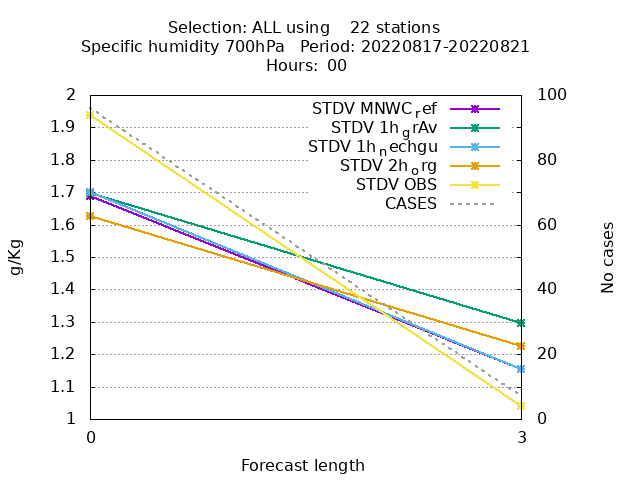 Selection: ALL using    22 stations
Specific humidity 700hPa   Period: 20220817-20220821
Hours: 00
2
1.9
1.8
1.7
1.6
1.5
1.4
1.3
1.2
1.1
1
100
80
60
40
20
0
g/Kg
No cases
STDV MNWC_ref
STDV 1h_grAv
STDV 1h_nechgu
STDV 2h_org
STDV OBS
CASES
0
3
Forecast length